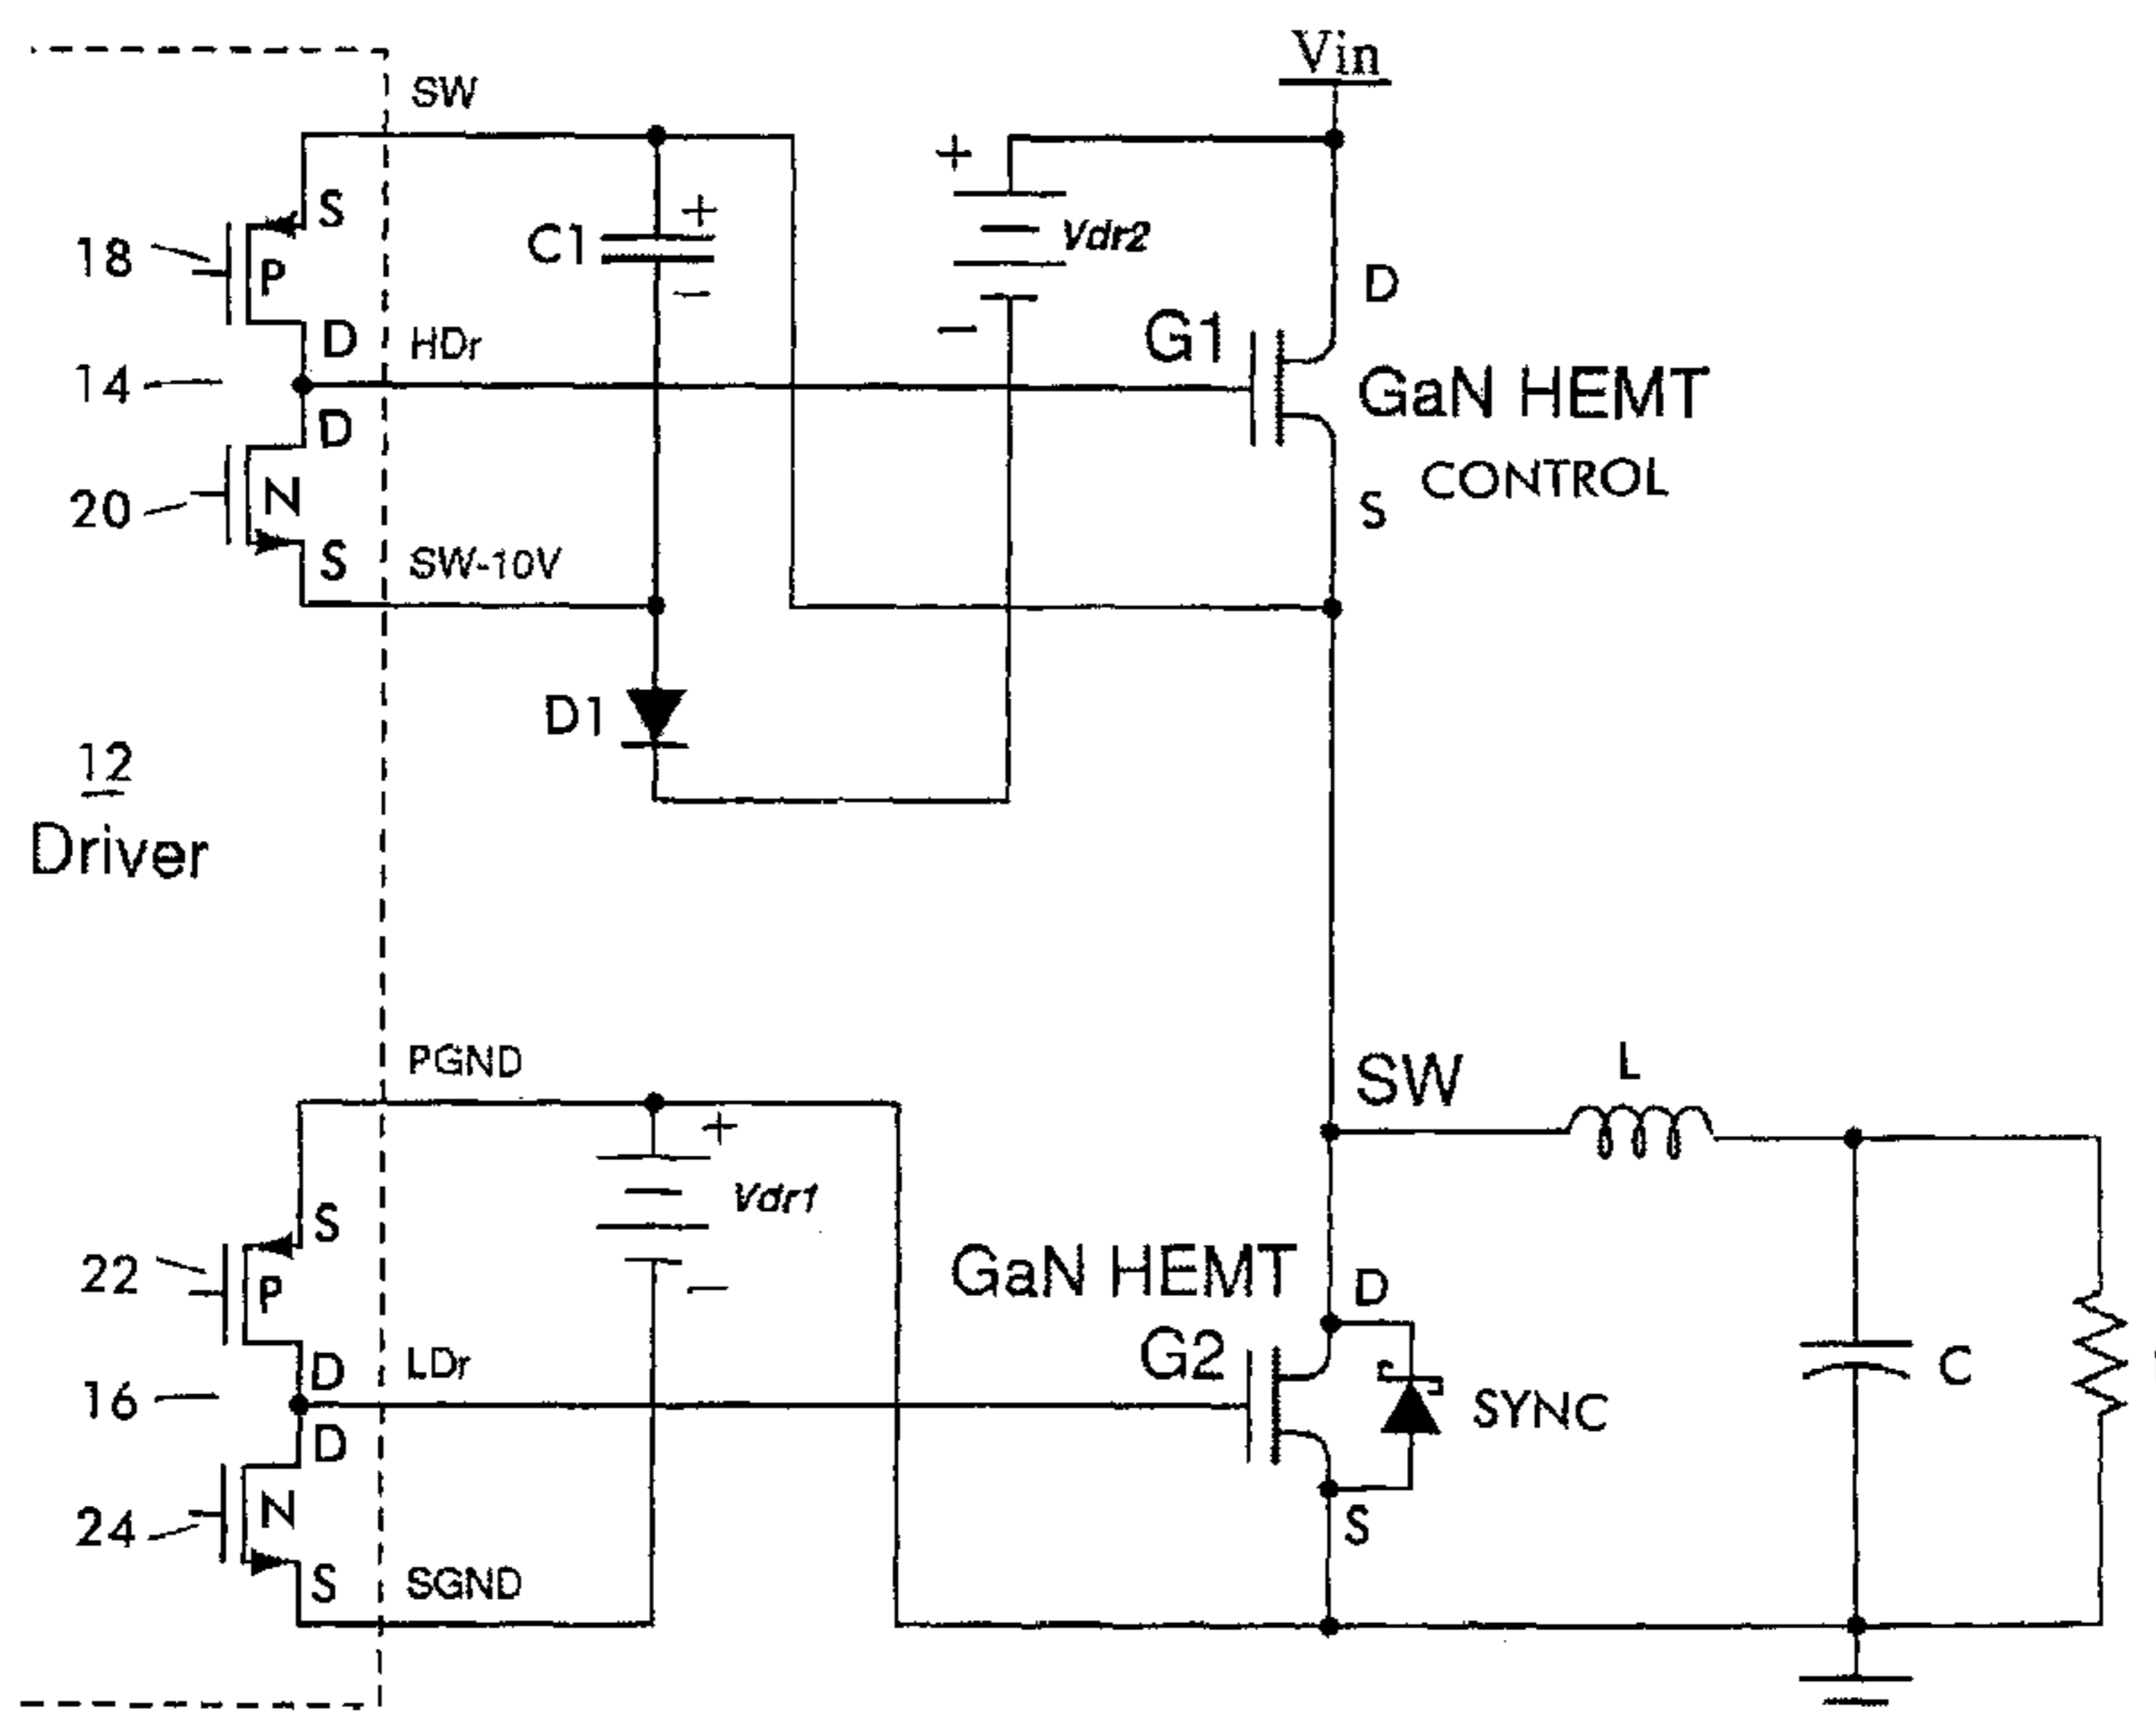 Vin
SW
+
S
+
Vdr2
C1
18
P
D
−
D
HDr
−
G1
14
GaN HEMT
D
CONTROL
N
20
S
SW-10V
S
D1
12
Driver
PGND
SW
L
+
Vdr1
S
GaN HEMT
22
P
D
−
G2
D
LDr
C
16
SYNC
D
N
24
S
S
SGND